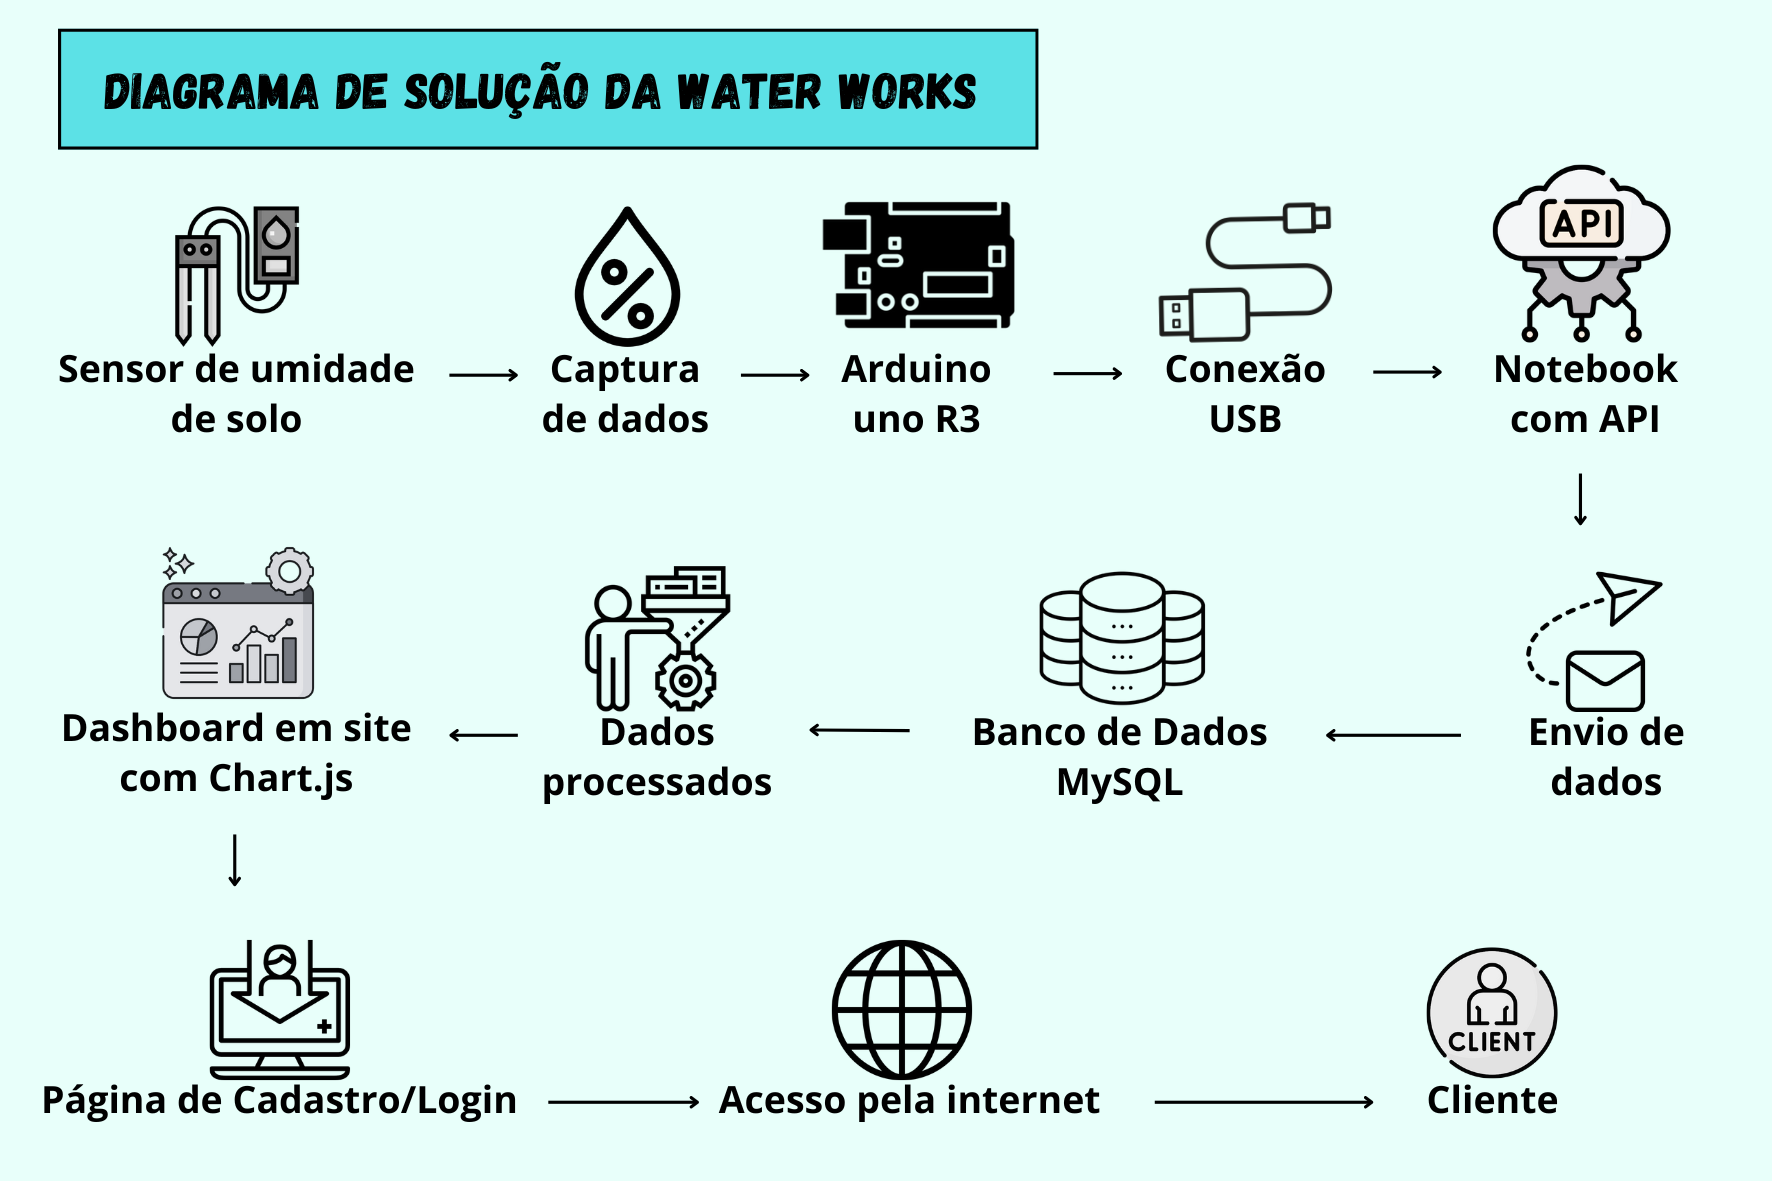 DIAGRAMA DE SOLUÇÃO DA WATER WORKS
API
Sensor de umidade
de solo
Captura
de dados
Arduino
uno R3
Conexão
USB
Notebook
com API
Dashboard em site
com Chart.js
Dados
processados
Banco de Dados
MySQL
Envio de
dados
CLIENT
Página de Cadastro/Login
Acesso pela internet
Cliente